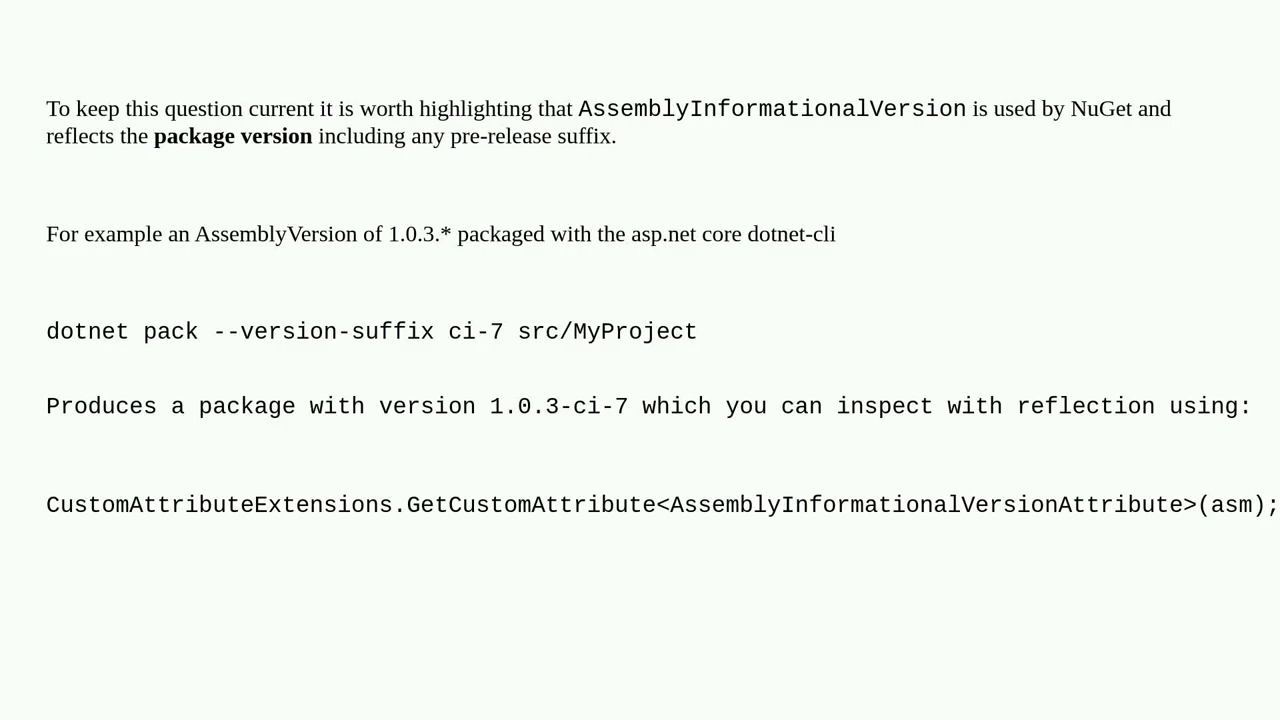 To keep this question current it is worth highlighting that AssemblyInformationalVersion is used by NuGet and
reflects the package version including any pre-release suffix.
For example an AssemblyVersion of 1.0.3.* packaged with the asp.net core dotnet-cli
dotnet pack --version-suffix ci-7 src/MyProject
Produces a package with version 1.0.3-ci-7 which you can inspect with reflection using:
CustomAttributeExtensions.GetCustomAttribute<AssemblyInformationalVersionAttribute>(asm);